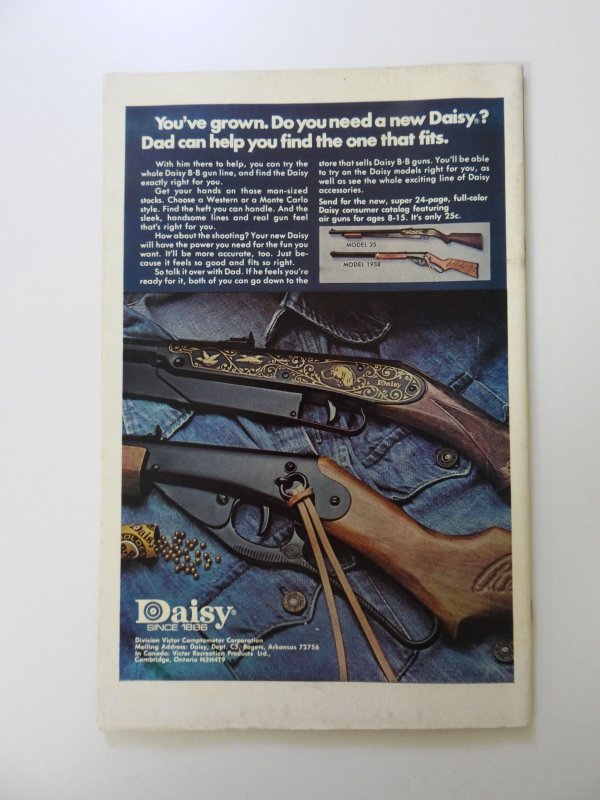 You've grown. Do you need a new Daisy®?
Dad can help you find the one that fits.
With him there to help, you can try the
whole Daisy B·B gun line, and find the Daisy
exactly right for you.
Get your hands on those man-sized
stocks. Choose a Western or a Monte Carlo
style. Find the heft you can handle. And the
sleek, handsome lines and real gun feel
that's right for you.
How about the shooting? Your new Daisy
will have the power you need for the fun you
want. It'll be more accurate, too. Just be-
cause it feels so good and fits so right.
So talk it over with Dad. If he feels you're
ready for it, both of you can go down to the
store that sells Daisy B·B guns. You'll be able
to try on the Daisy models right for you, as
well as see the whole exciting line of Daisy
accessories.
Send for the new, super 24-page, full-color
Daisy consumer catalog featuring
air guns for ages 8-15. It's only 25c.
MODEL 25
MODEL 1938
Daisy
Daisy
Daisy®
SINCE 1886
Division Victor Comptometer Corporation
Mailing Address: Daisy, Dept. C5, Rogers, Arkansas 72756
In Canada: Victor Recreation Products Ltd.,
Cambridge, Ontario N3H4T9